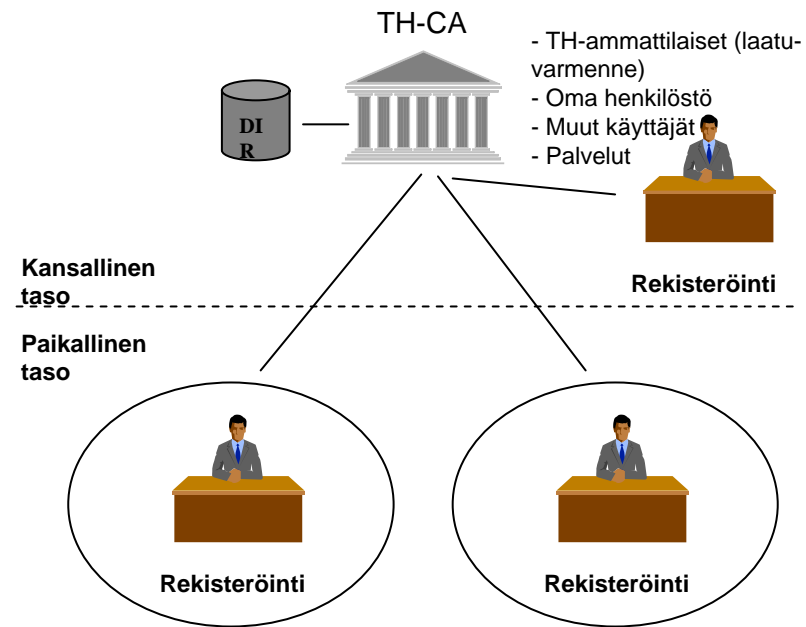 TH-CA
- TH-ammattilaiset (laatu-
varmenne)
- Oma henkilöstö
- Muut käyttäjät
- Palvelut
DI
R
Rekisteröinti
Kansallinen
taso
Paikallinen
taso
Rekisteröinti
Rekisteröinti